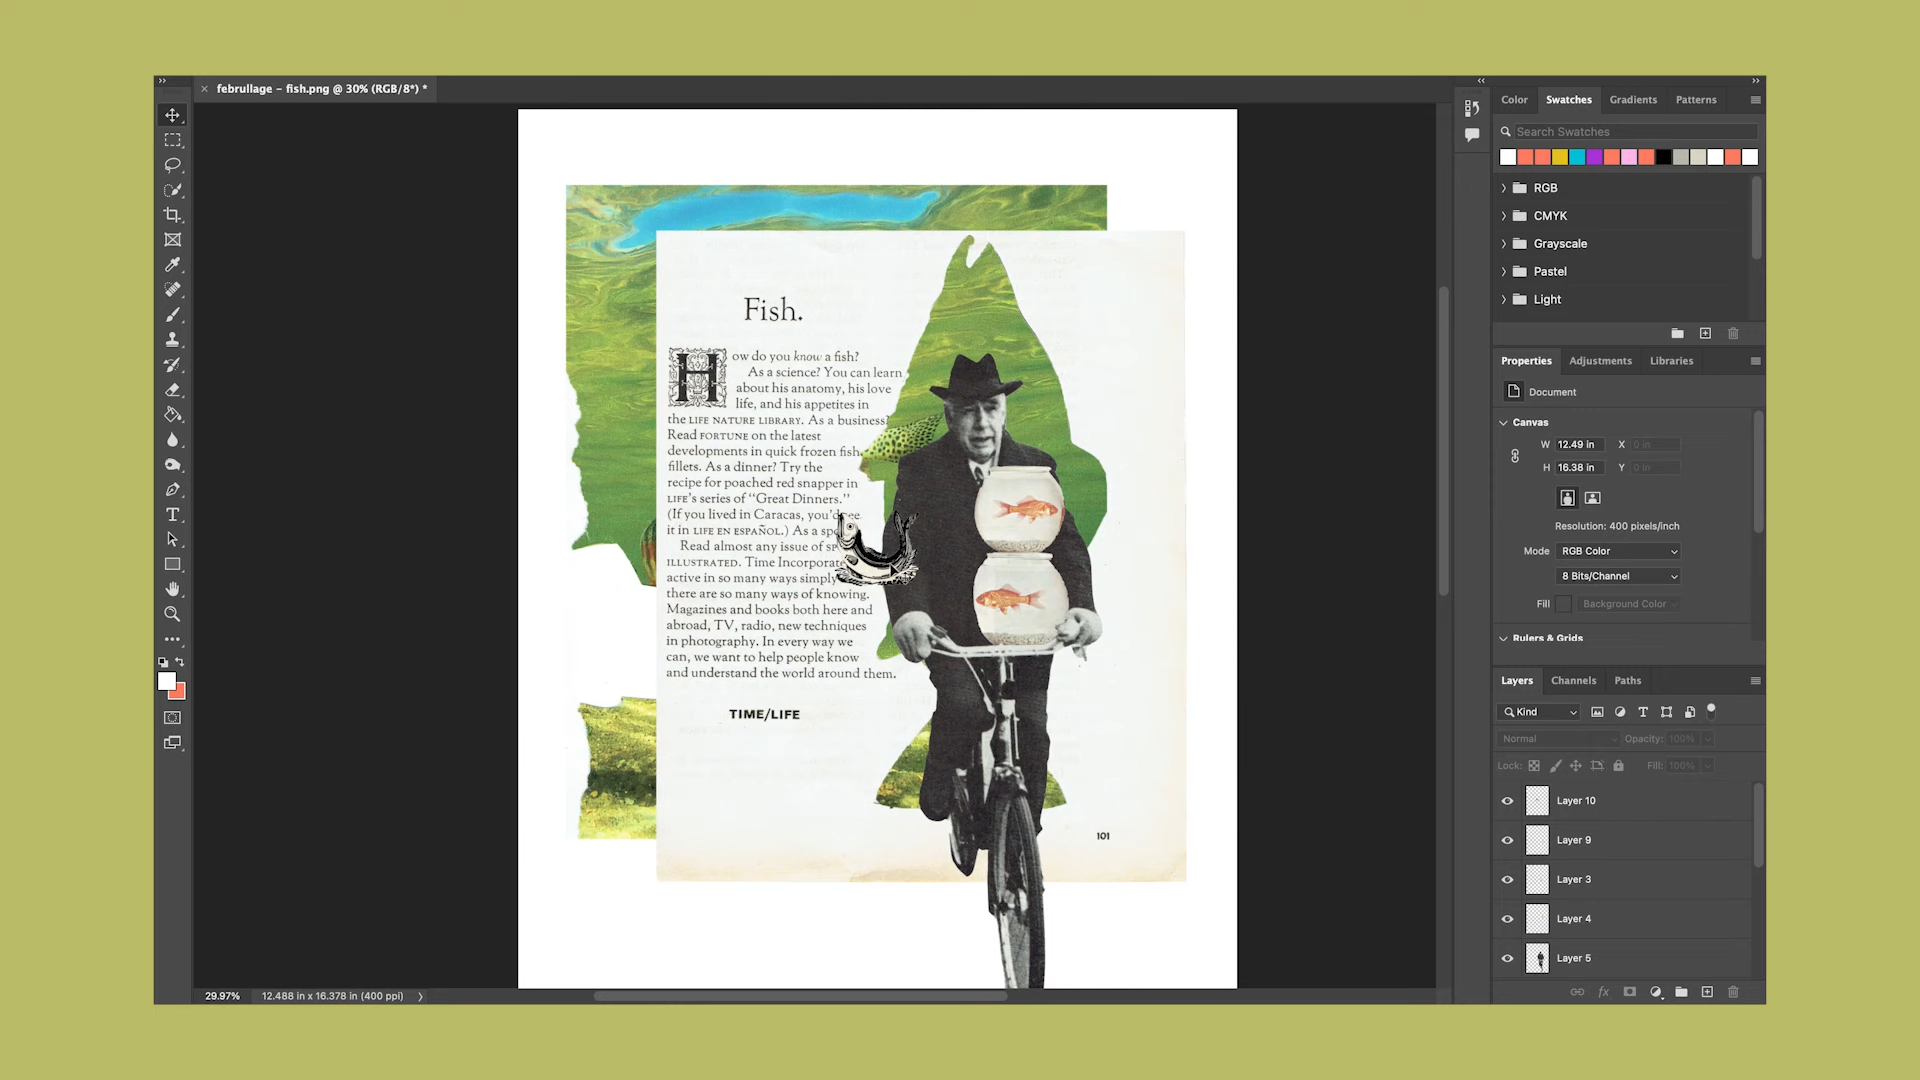 februllage – fish.png @ 30% (RGB/8*) *
Fish.
How do you know a fish?
As a science? You can learn
about his anatomy, his love
life, and his appetites in
the LIFE NATURE LIBRARY. As a business?
Read FORTUNE on the latest
developments in quick frozen fish
fillets. As a dinner? Try the
recipe for poached red snapper in
LIFE's series of "Great Dinners."
(If you lived in Caracas, you'd
it in LIFE EN ESPAÑOL.) As a
Read almost any issue of
ILLUSTRATED. Time
active in so many ways simply
there are so many ways of knowing.
Magazines and books both here and
abroad, TV, radio, new techniques
in photography. In every way we
can, we want to help people know
and understand the world around them.
TIME/LIFE
101
29.97% 12.488 in x 16.378 in (400 ppi)
Color Swatches Gradients Patterns
Search Swatches
RGB
CMYK
Grayscale
Pastel
Light
Properties Adjustments Libraries
Document
Canvas
W 12.49 in X 0 in
H 16.38 in Y 0 in
Resolution: 400 pixels/inch
Mode RGB Color
8 Bits/Channel
Fill Background Color
Rulers & Grids
Layers Channels Paths
Kind
Normal Opacity: 100%
Lock: Fill: 100%
Layer 10
Layer 9
Layer 3
Layer 4
Layer 5